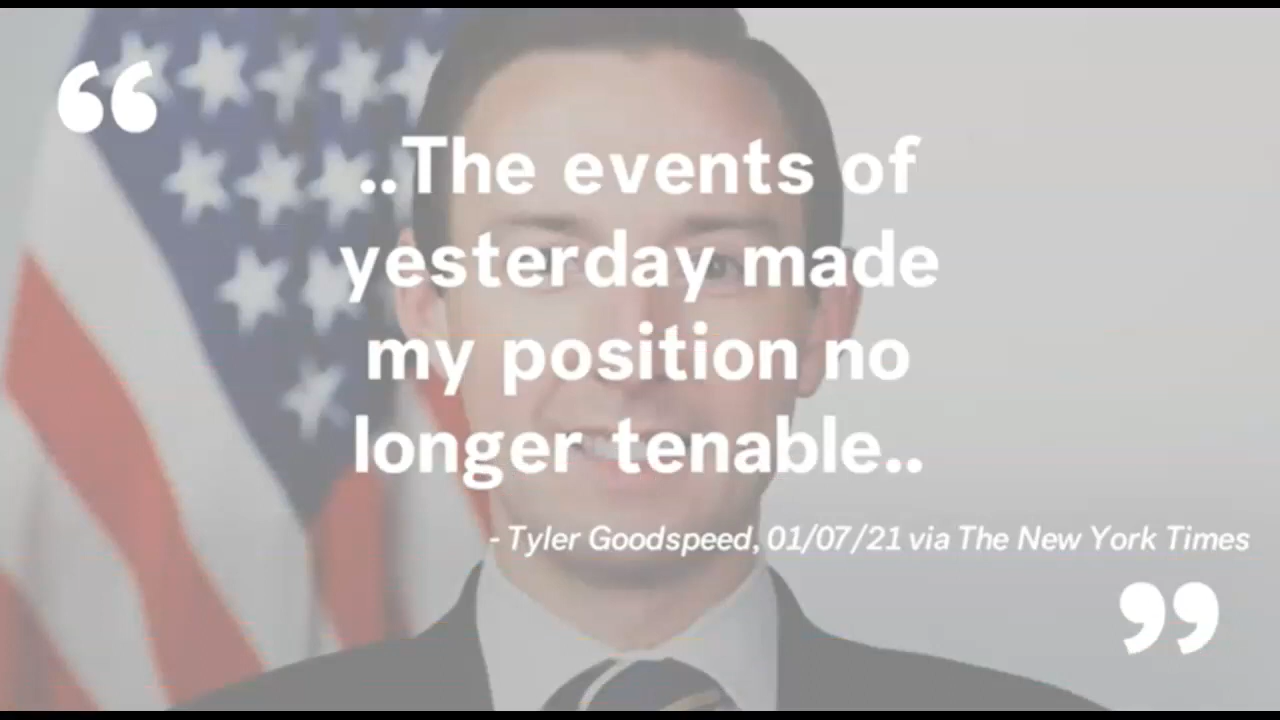 “
..The events of
yesterday made
my position no
longer tenable..
- Tyler Goodspeed, 01/07/21 via The New York Times
”